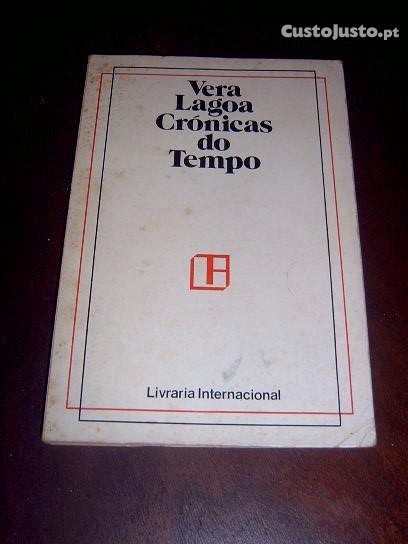 CustoJusto.pt
Vera
Lagoa
Crónicas
do
Tempo
Livraria Internacional